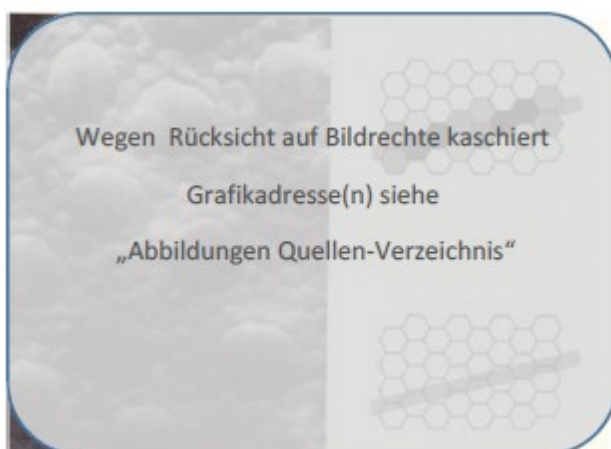 Wegen Rücksicht auf Bildrechte kaschiert
Grafikadresse(n) siehe
„Abbildungen Quellen-Verzeichnis“